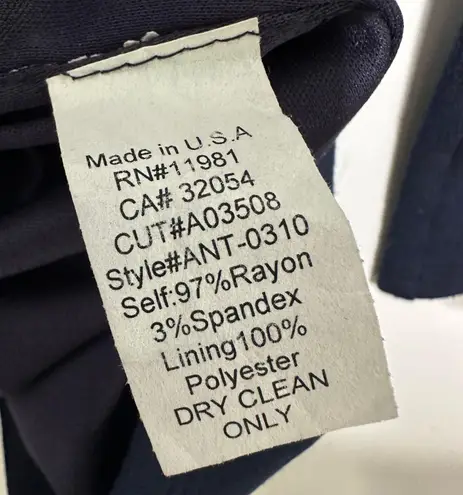 Made in U.S.A
RN#11981
CA# 32054
CUT#A03508
Style#ANT-0310
Self:97%Rayon
3%Spandex
Lining100%
Polyester
DRY CLEAN
ONLY